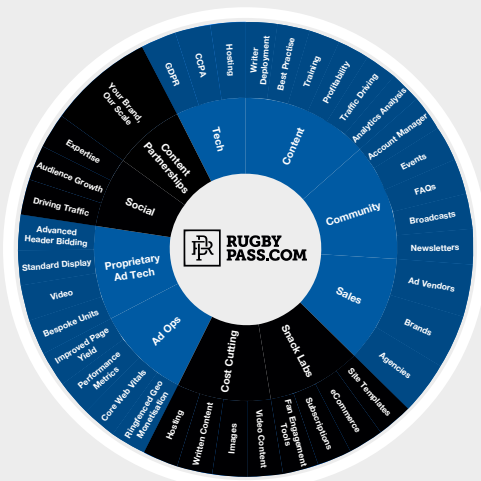 RUGBY
PASS.COM
Tech
GDPR
CCPA
Hosting
Content
Writer
Deployment
Best Practise
Training
Profitability
Traffic Driving
Analytics Analysis
Community
Account Manager
Events
FAQs
Broadcasts
Newsletters
Sales
Ad Vendors
Brands
Agencies
Snack Labs
Site Templates
eCommerce
Subscriptions
Fan Engagement
Tools
Cost Cutting
Video Content
Images
Written Content
Hosting
Ad Ops
Ringfenced Geo
Monetisation
Core Web Vitals
Performance
Metrics
Improved Page
Yield
Bespoke Units
Proprietary
Ad Tech
Video
Standard Display
Advanced
Header Bidding
Social
Driving Traffic
Audience Growth
Expertise
Content
Partnerships
Your Brand,
Our Scale